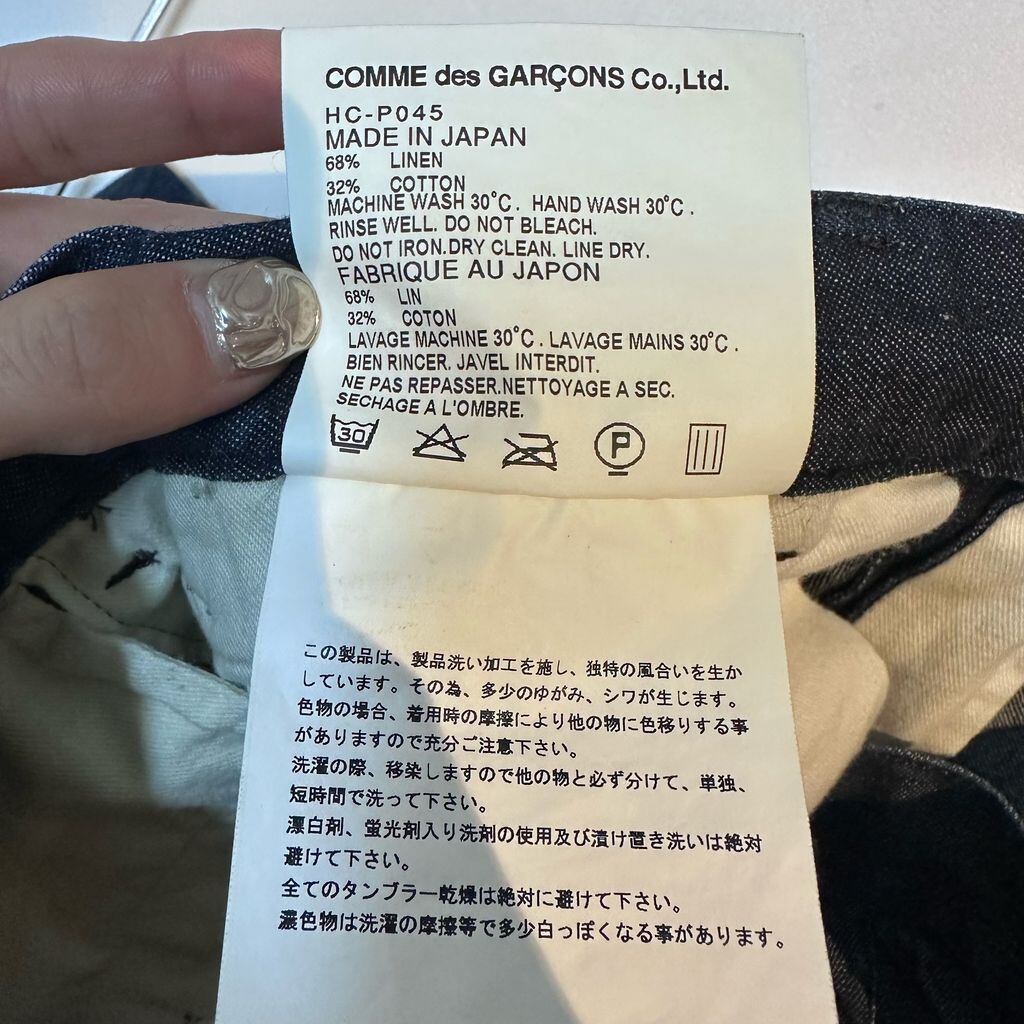 COMME des GARÇONS Co.,Ltd.
HC-P045
MADE IN JAPAN
68% LINEN
32% COTTON
MACHINE WASH 30°C. HAND WASH 30°C.
RINSE WELL. DO NOT BLEACH.
DO NOT IRON.DRY CLEAN. LINE DRY.
FABRIQUE AU JAPON
68% LIN
32% COTON
LAVAGE MACHINE 30°C. LAVAGE MAINS 30°C.
BIEN RINCER. JAVEL INTERDIT.
NE PAS REPASSER.NETTOYAGE A SEC.
SECHAGE A L'OMBRE.
30 P
この製品は、製品洗い加工を施し、独特の風合いを生か
しています。その為、多少のゆがみ、シワが生じます。
色物の場合、着用時の摩擦により他の物に色移りする事
がありますので充分ご注意下さい。
洗濯の際、移染しますので他の物と必ず分けて、単独、
短時間で洗って下さい。
漂白剤、蛍光剤入り洗剤の使用及び漬け置き洗いは絶対
避けて下さい。
全てのタンブラー乾燥は絶対に避けて下さい。
濃色物は洗濯の摩擦等で多少白っぽくなる事があります。